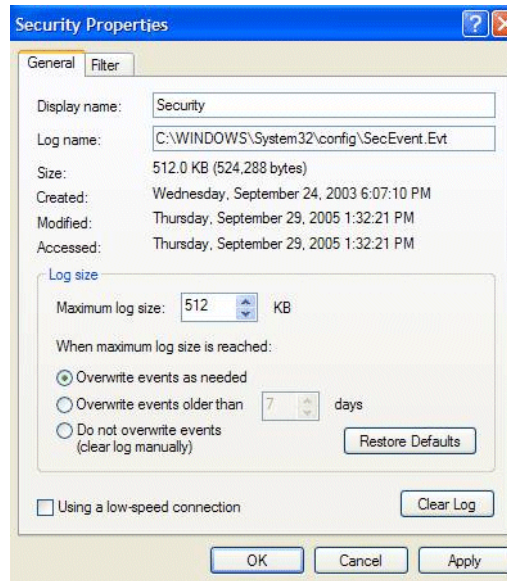 Security Properties
General Filter
Display name: Security
Log name: C:\WINDOWS\System32\config\SecEvent.Evt
Size: 512.0 KB (524,288 bytes)
Created: Wednesday, September 24, 2003 6:07:10 PM
Modified: Thursday, September 29, 2005 1:32:21 PM
Accessed: Thursday, September 29, 2005 1:32:21 PM
Log size
Maximum log size: 512 KB
When maximum log size is reached:
Overwrite events as needed
Overwrite events older than 7 days
Do not overwrite events
(clear log manually)
Restore Defaults
Using a low-speed connection
Clear Log
OK Cancel Apply